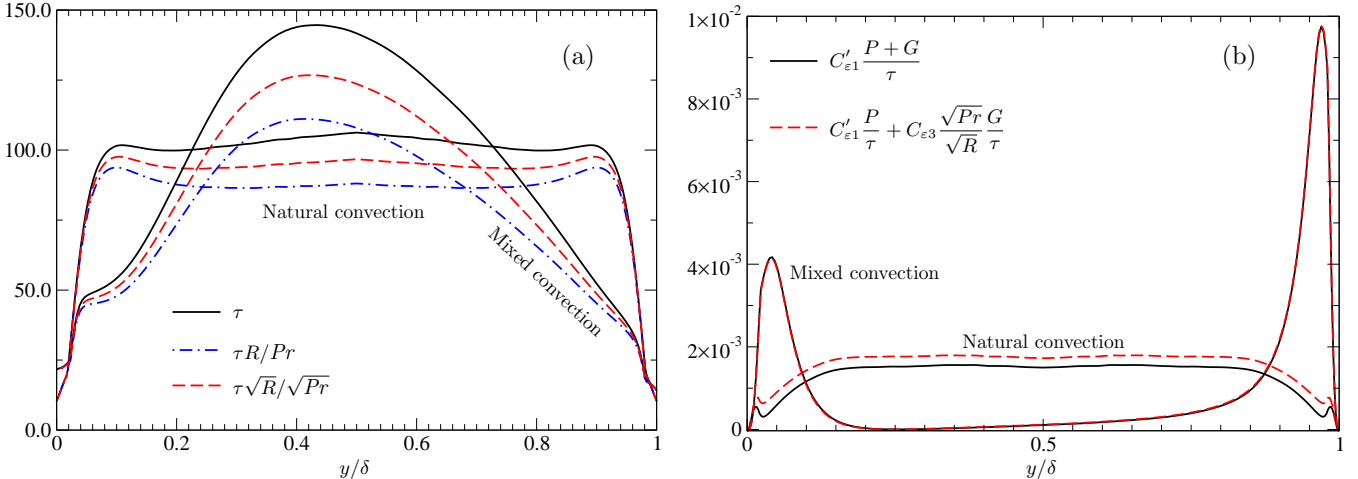 150.0
100.0
50.0
0.0
0
0.2
0.4
0.6
0.8
1
y/δ
(a)
Natural convection
Mixed convection
τ
τR/Pr
τ√R/√Pr
1×10⁻²
8×10⁻³
6×10⁻³
4×10⁻³
2×10⁻³
0
0
0.5
1
y/δ
(b)
C′ε1 (P + G)/τ
C′ε1 P/τ + Cε3 (√Pr/√R) G/τ
Mixed convection
Natural convection